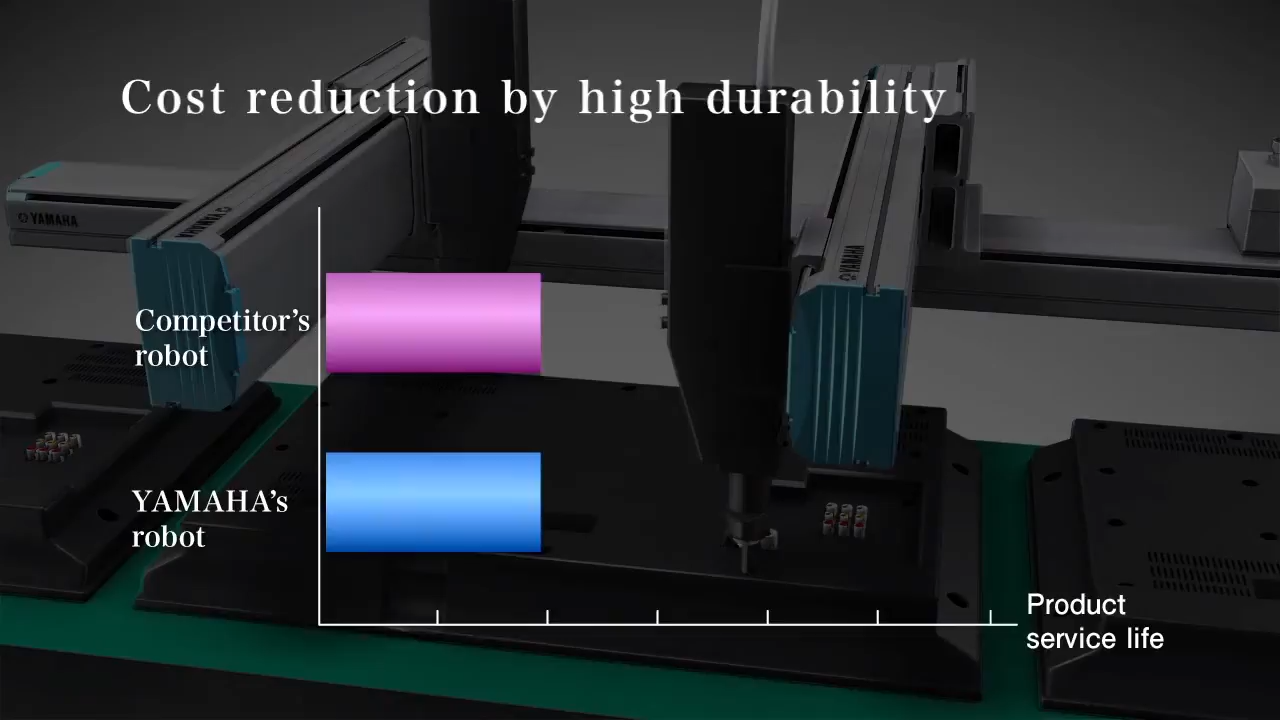 Cost reduction by high durability
YAMAHA
YAMAHA
YAMAHA
Competitor's
robot
YAMAHA's
robot
Product
service life